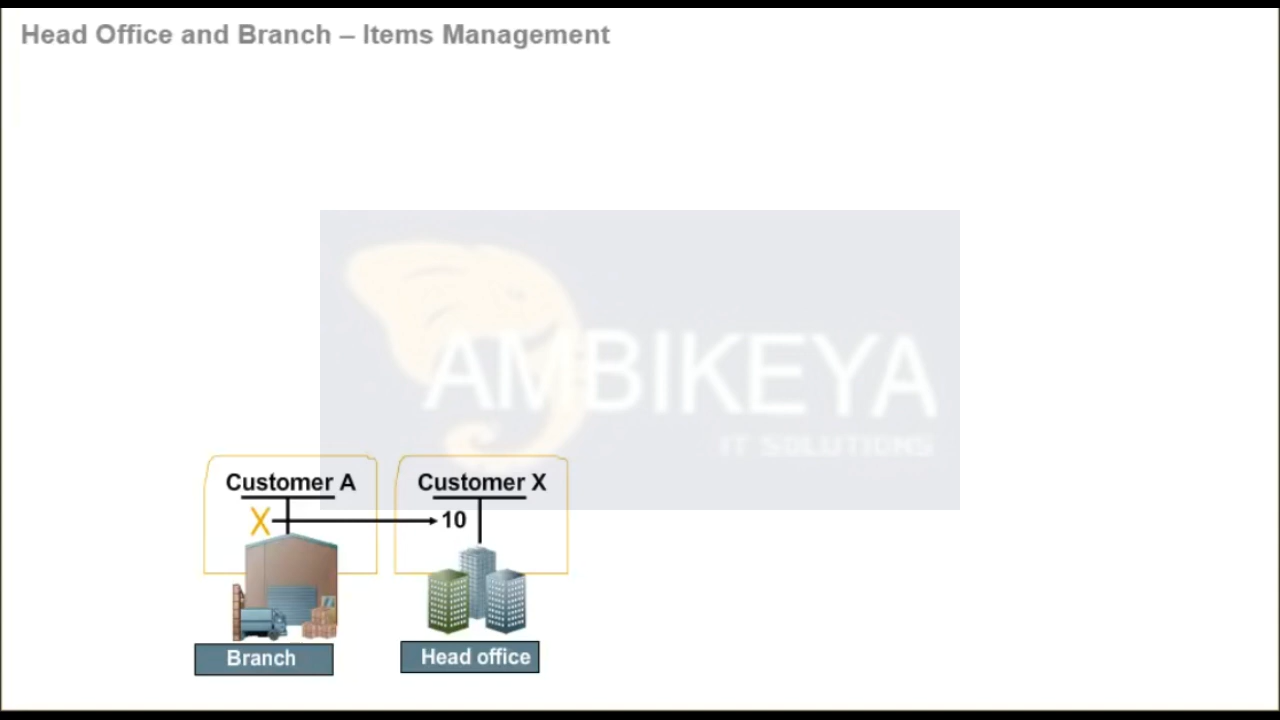 Head Office and Branch – Items Management
AMBIKEYA
IT SOLUTIONS
Customer A
Customer X
X
10
Branch
Head office